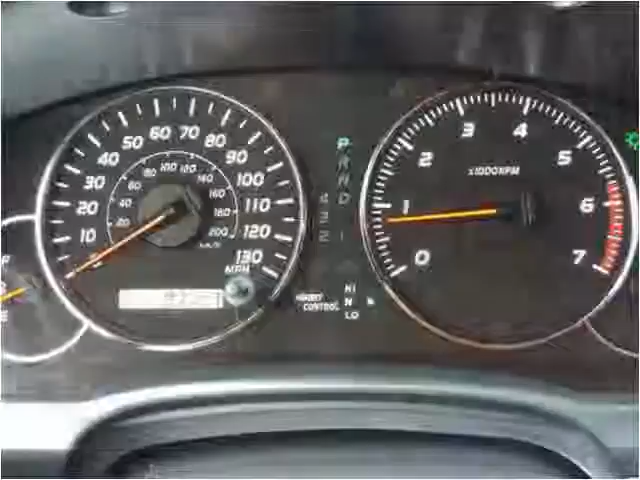 10 20 30 40 50 60 70 80 90 100 110 120 130
20 40 60 80 100 120 140 160 180 200
MPH
P
R
N
D
4
3
2
L
0 1 2 3 4 5 6 7
x1000RPM
HEIGHT
CONTROL
HI
N
LO
F
E